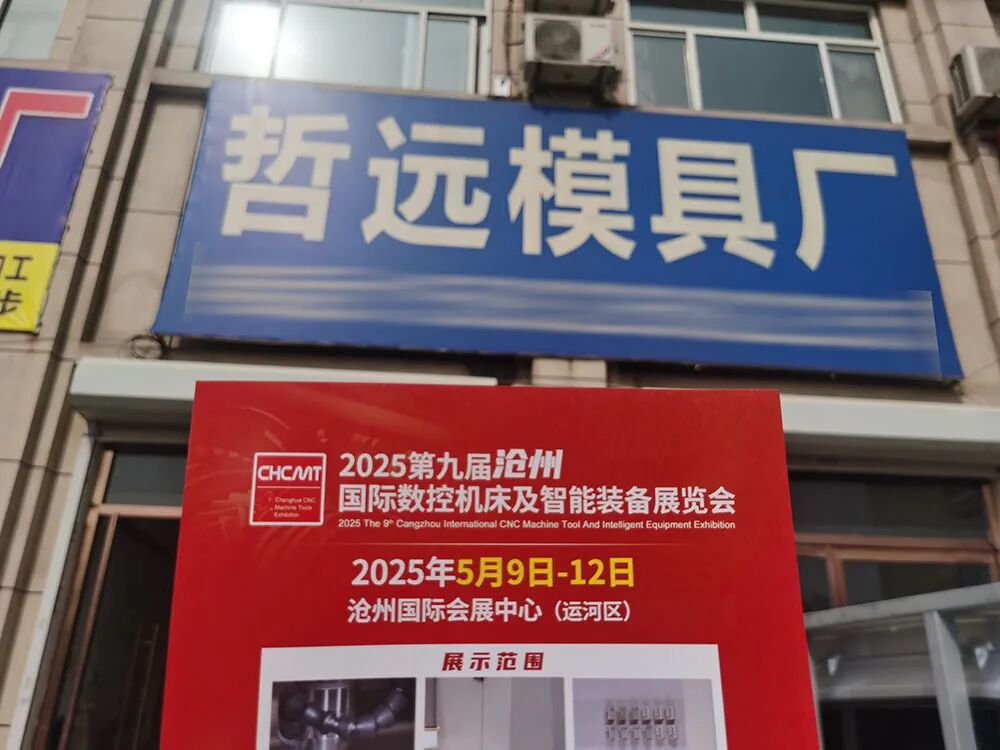 哲远模具厂
工
步
CHCMT
Changhua CNC
Machine Tools
Exhibition
2025第九届沧州
国际数控机床及智能装备展览会
2025 The 9th Cangzhou International CNC Machine Tool And Intelligent Equipment Exhibition
2025年5月9日-12日
沧州国际会展中心（运河区）
展示范围